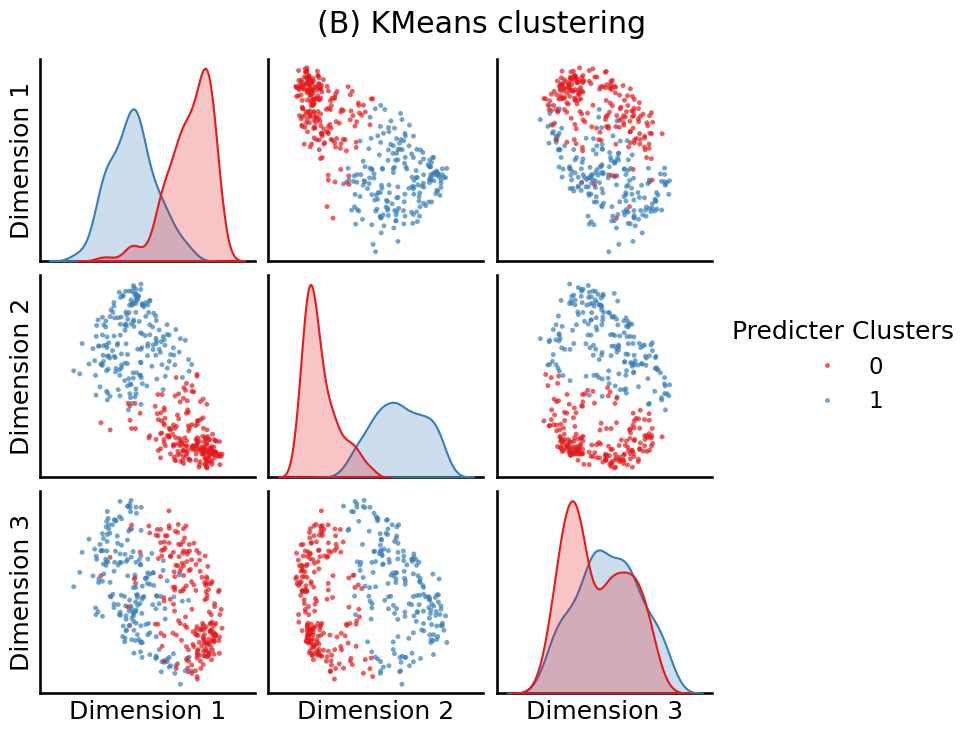 (B) KMeans clustering
Dimension 1
Dimension 2
Predicter Clusters
0
1
Dimension 3
Dimension 1
Dimension 2
Dimension 3